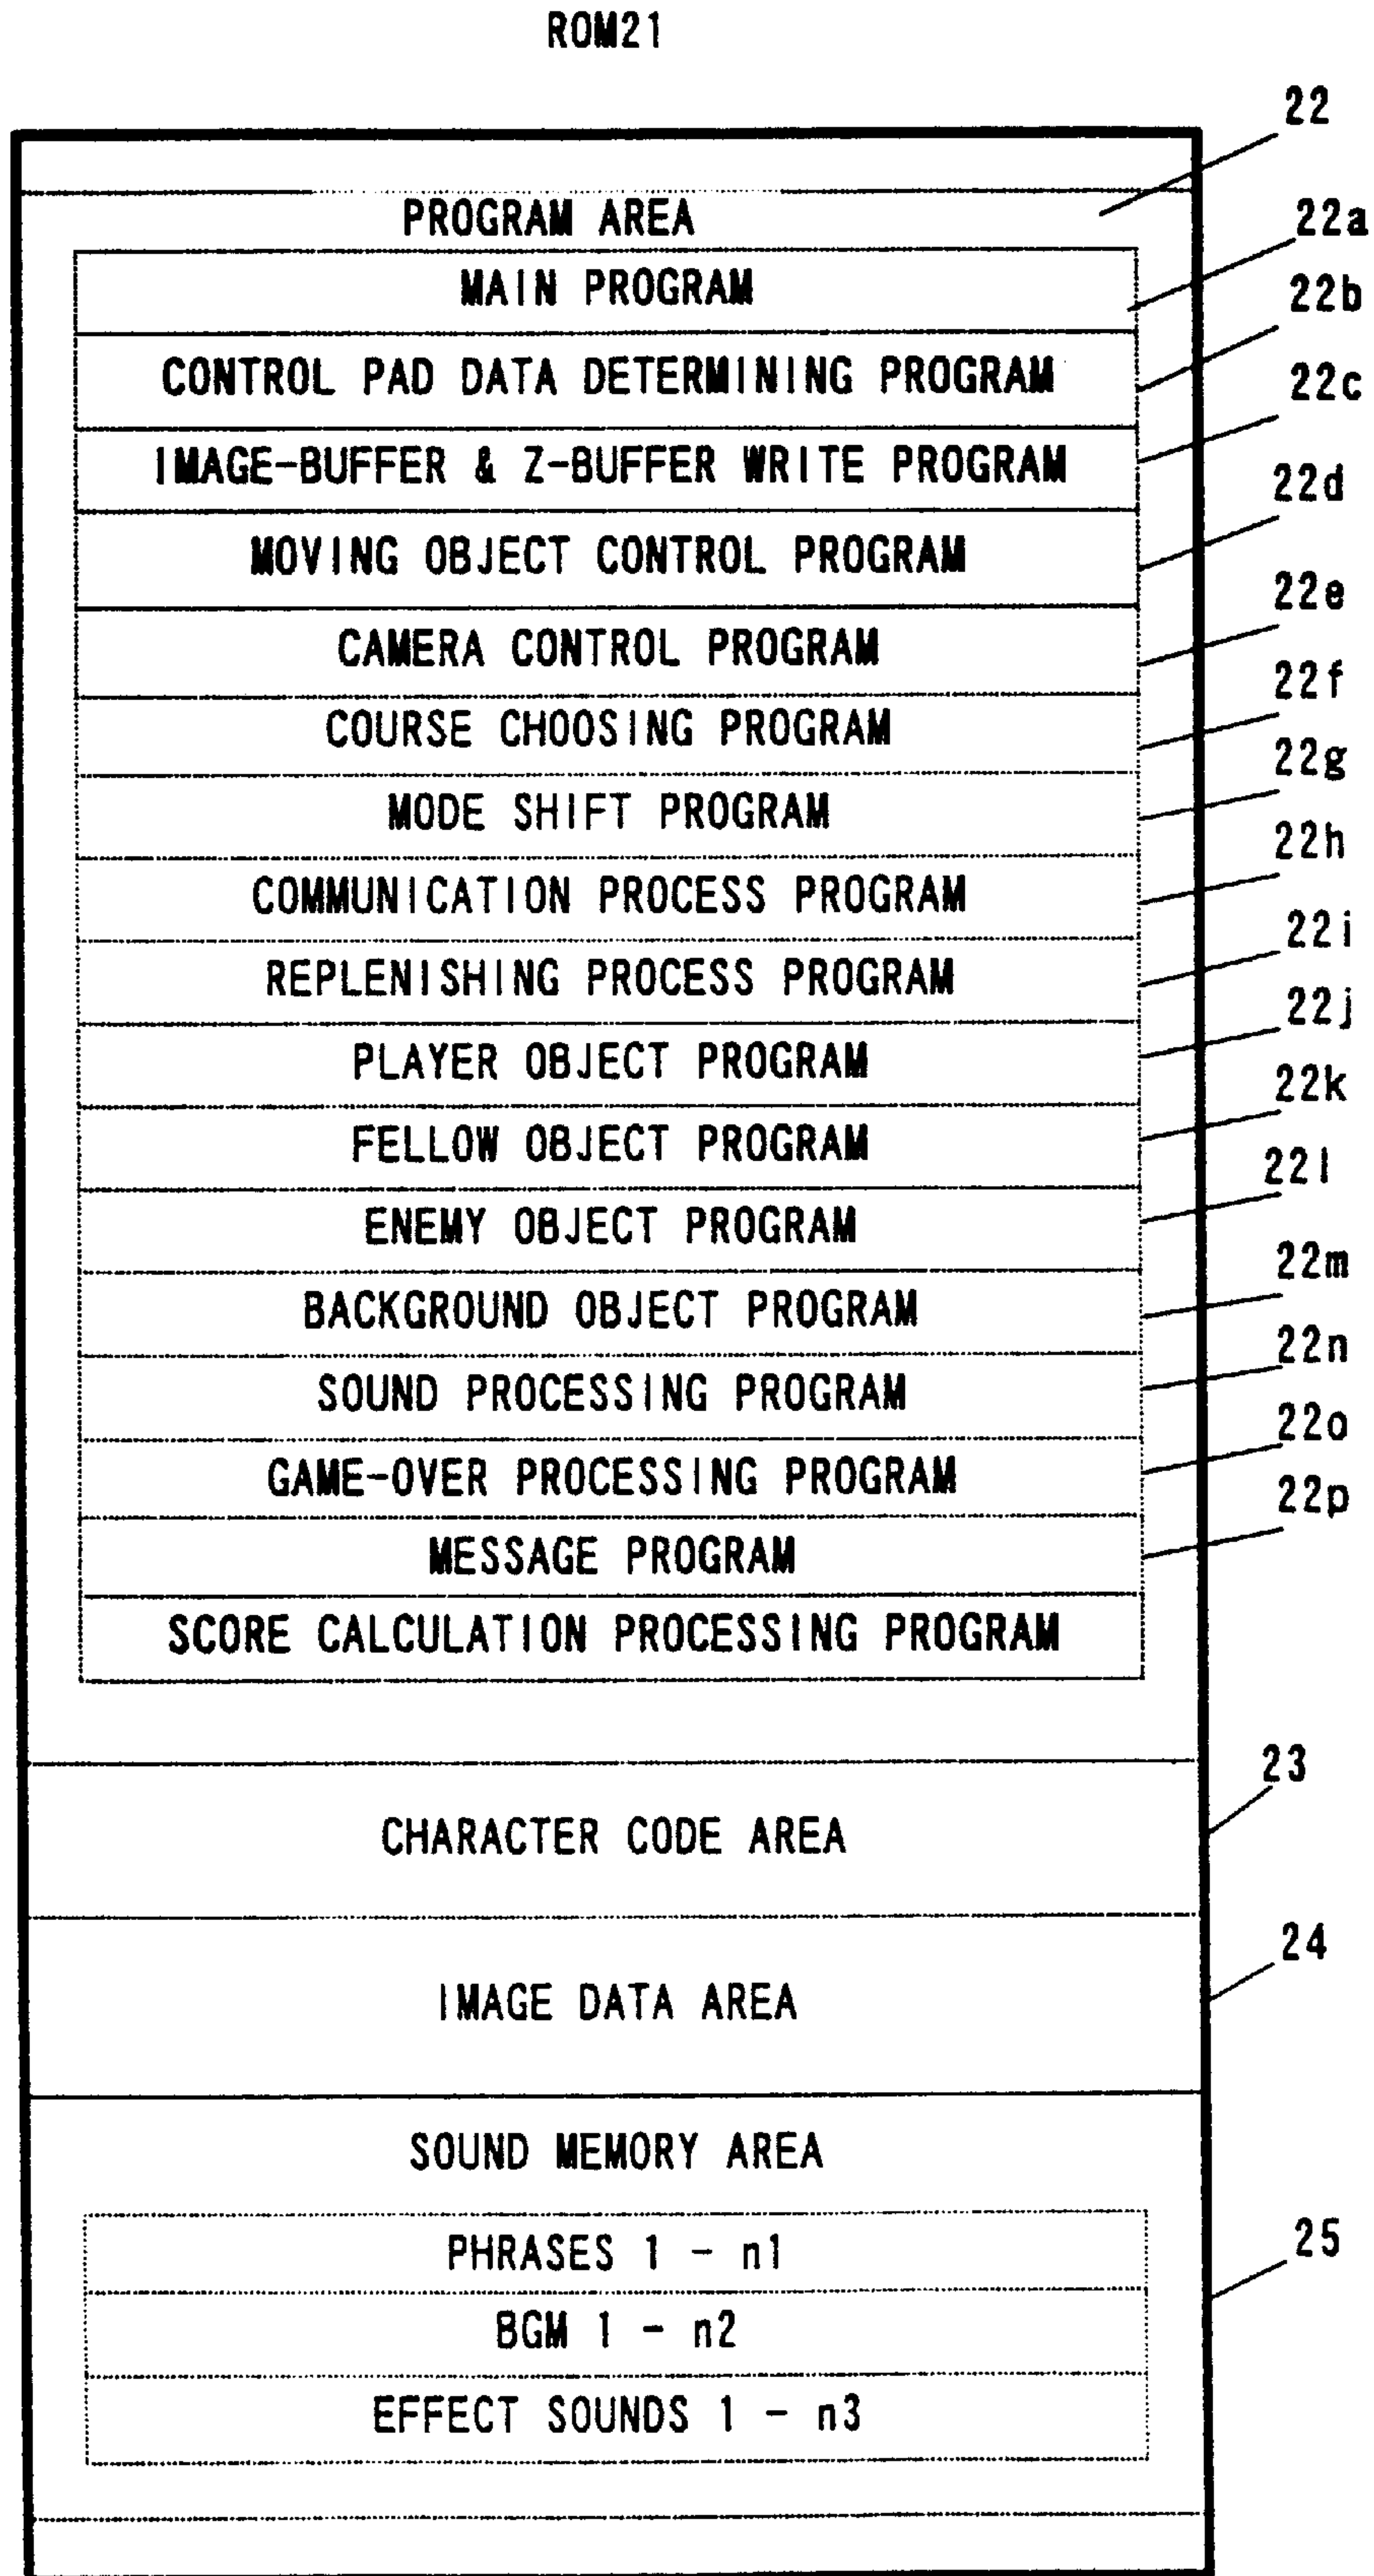 ROM21
22
PROGRAM AREA
22a
MAIN PROGRAM
22b
CONTROL PAD DATA DETERMINING PROGRAM
22c
IMAGE-BUFFER & Z-BUFFER WRITE PROGRAM
22d
MOVING OBJECT CONTROL PROGRAM
22e
CAMERA CONTROL PROGRAM
22f
COURSE CHOOSING PROGRAM
22g
MODE SHIFT PROGRAM
22h
COMMUNICATION PROCESS PROGRAM
22i
REPLENISHING PROCESS PROGRAM
22j
PLAYER OBJECT PROGRAM
22k
FELLOW OBJECT PROGRAM
22l
ENEMY OBJECT PROGRAM
22m
BACKGROUND OBJECT PROGRAM
22n
SOUND PROCESSING PROGRAM
22o
GAME-OVER PROCESSING PROGRAM
22p
MESSAGE PROGRAM
SCORE CALCULATION PROCESSING PROGRAM
23
CHARACTER CODE AREA
24
IMAGE DATA AREA
SOUND MEMORY AREA
25
PHRASES 1 - n1
BGM 1 - n2
EFFECT SOUNDS 1 - n3